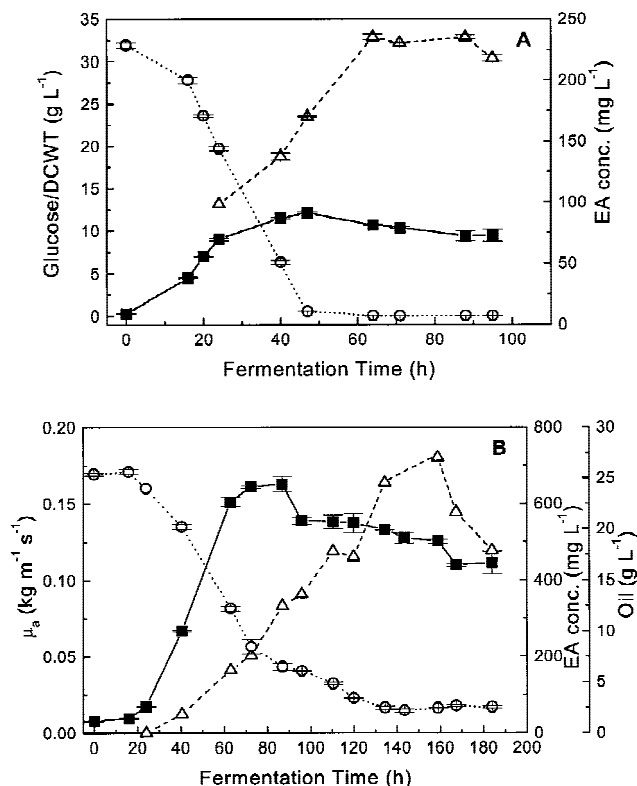 A
35
30
25
20
15
10
5
0
Glucose/DCWT (g L⁻¹)
250
200
150
100
50
0
EA conc. (mg L⁻¹)
0 20 40 60 80 100
Fermentation Time (h)
B
0.20
0.15
0.10
0.05
0.00
μa (kg m⁻¹ s⁻¹)
800
600
400
200
0
EA conc. (mg L⁻¹)
30
25
20
15
10
5
0
Oil (g L⁻¹)
0 20 40 60 80 100 120 140 160 180 200
Fermentation Time (h)